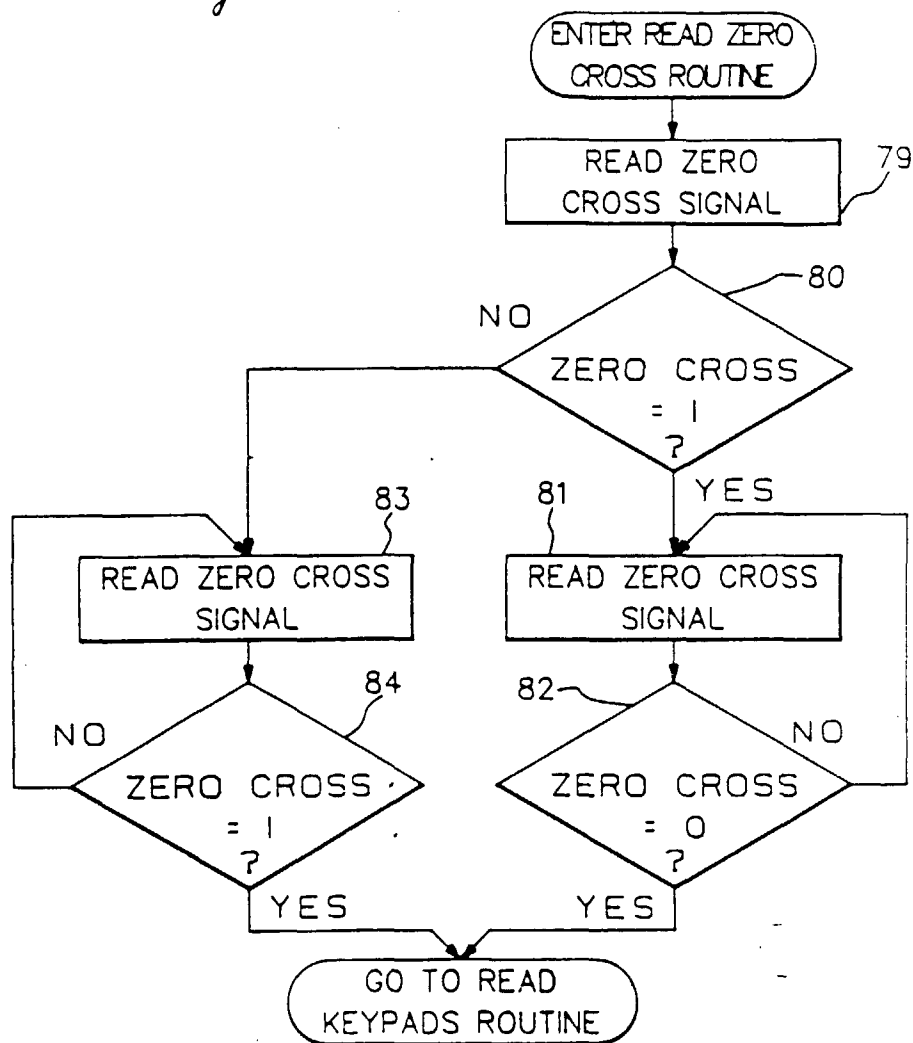 ENTER READ ZERO
CROSS ROUTINE
READ ZERO
CROSS SIGNAL
79
80
NO
ZERO CROSS
= 1
?
YES
83
81
READ ZERO CROSS
SIGNAL
READ ZERO CROSS
SIGNAL
84
82
NO
NO
ZERO CROSS
= 1
?
ZERO CROSS
= 0
?
YES
YES
GO TO READ
KEYPADS ROUTINE